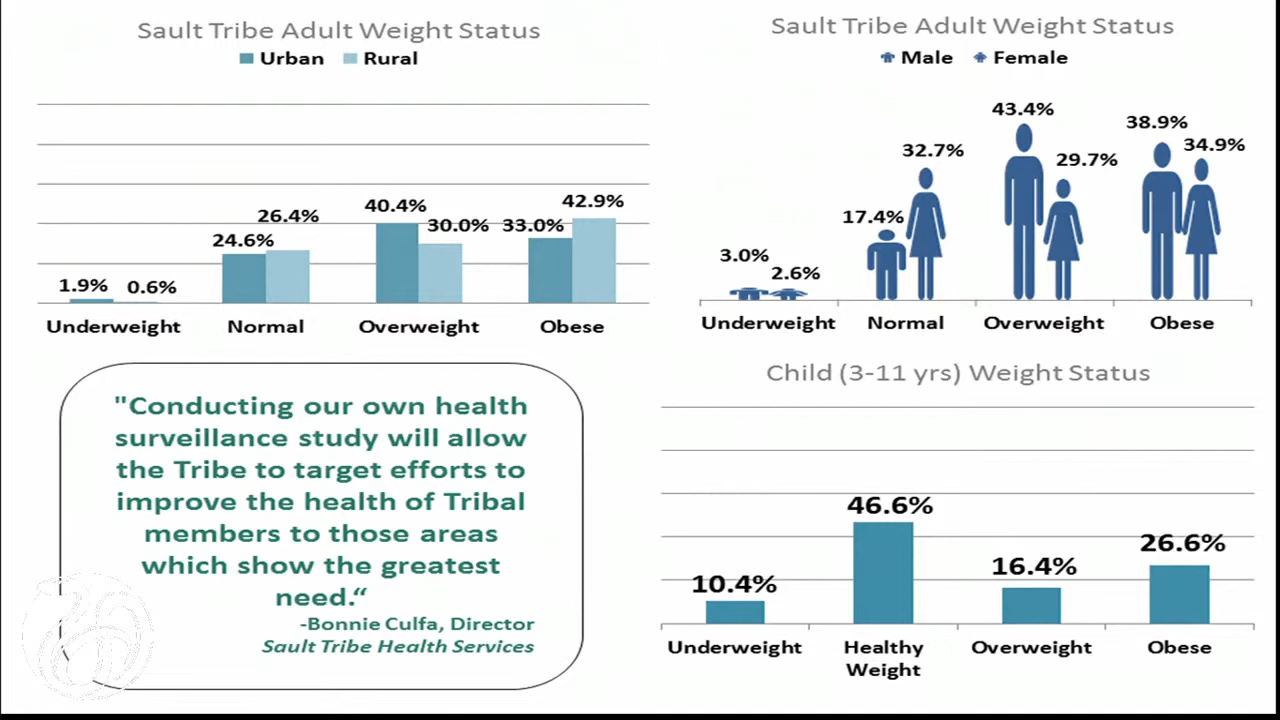 Sault Tribe Adult Weight Status
Urban Rural
1.9% 0.6% 24.6% 26.4% 40.4% 30.0% 33.0% 42.9%
Underweight Normal Overweight Obese
Sault Tribe Adult Weight Status
Male Female
3.0% 2.6% 17.4% 32.7% 43.4% 29.7% 38.9% 34.9%
Underweight Normal Overweight Obese
"Conducting our own health
surveillance study will allow
the Tribe to target efforts to
improve the health of Tribal
members to those areas
which show the greatest
need.“
-Bonnie Culfa, Director
Sault Tribe Health Services
Child (3-11 yrs) Weight Status
10.4% 46.6% 16.4% 26.6%
Underweight Healthy Overweight Obese
Weight